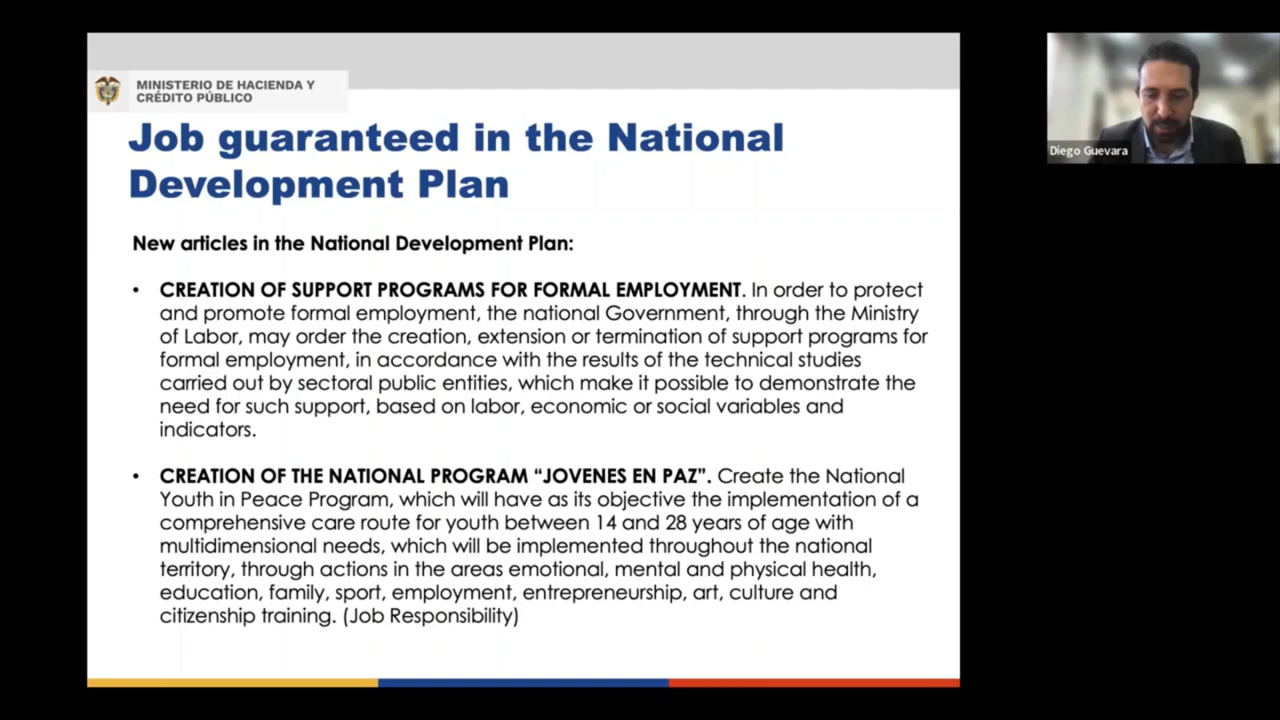 MINISTERIO DE HACIENDA Y
CRÉDITO PÚBLICO
Job guaranteed in the National
Development Plan
New articles in the National Development Plan:
• CREATION OF SUPPORT PROGRAMS FOR FORMAL EMPLOYMENT. In order to protect
and promote formal employment, the national Government, through the Ministry
of Labor, may order the creation, extension or termination of support programs for
formal employment, in accordance with the results of the technical studies
carried out by sectoral public entities, which make it possible to demonstrate the
need for such support, based on labor, economic or social variables and
indicators.
• CREATION OF THE NATIONAL PROGRAM “JOVENES EN PAZ”. Create the National
Youth in Peace Program, which will have as its objective the implementation of a
comprehensive care route for youth between 14 and 28 years of age with
multidimensional needs, which will be implemented throughout the national
territory, through actions in the areas emotional, mental and physical health,
education, family, sport, employment, entrepreneurship, art, culture and
citizenship training. (Job Responsibility)
Diego Guevara